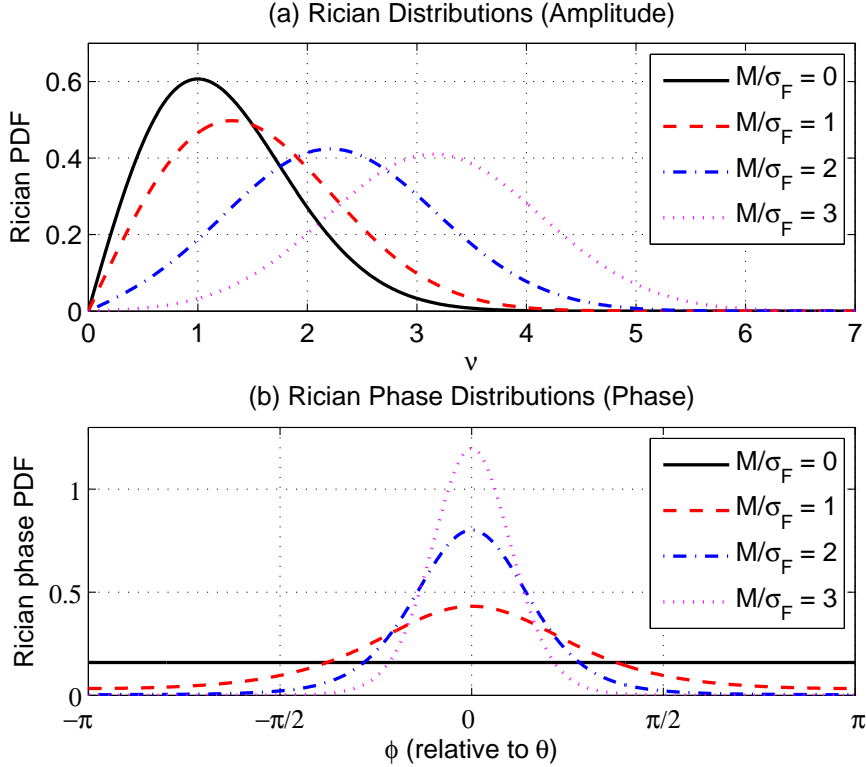 (a) Rician Distributions (Amplitude)
Rician PDF
0.6
0.4
0.2
0
0 1 2 3 4 5 6 7
ν
M/σF = 0
M/σF = 1
M/σF = 2
M/σF = 3
(b) Rician Phase Distributions (Phase)
Rician phase PDF
1
0.5
0
−π −π/2 0 π/2 π
ϕ (relative to θ)
M/σF = 0
M/σF = 1
M/σF = 2
M/σF = 3